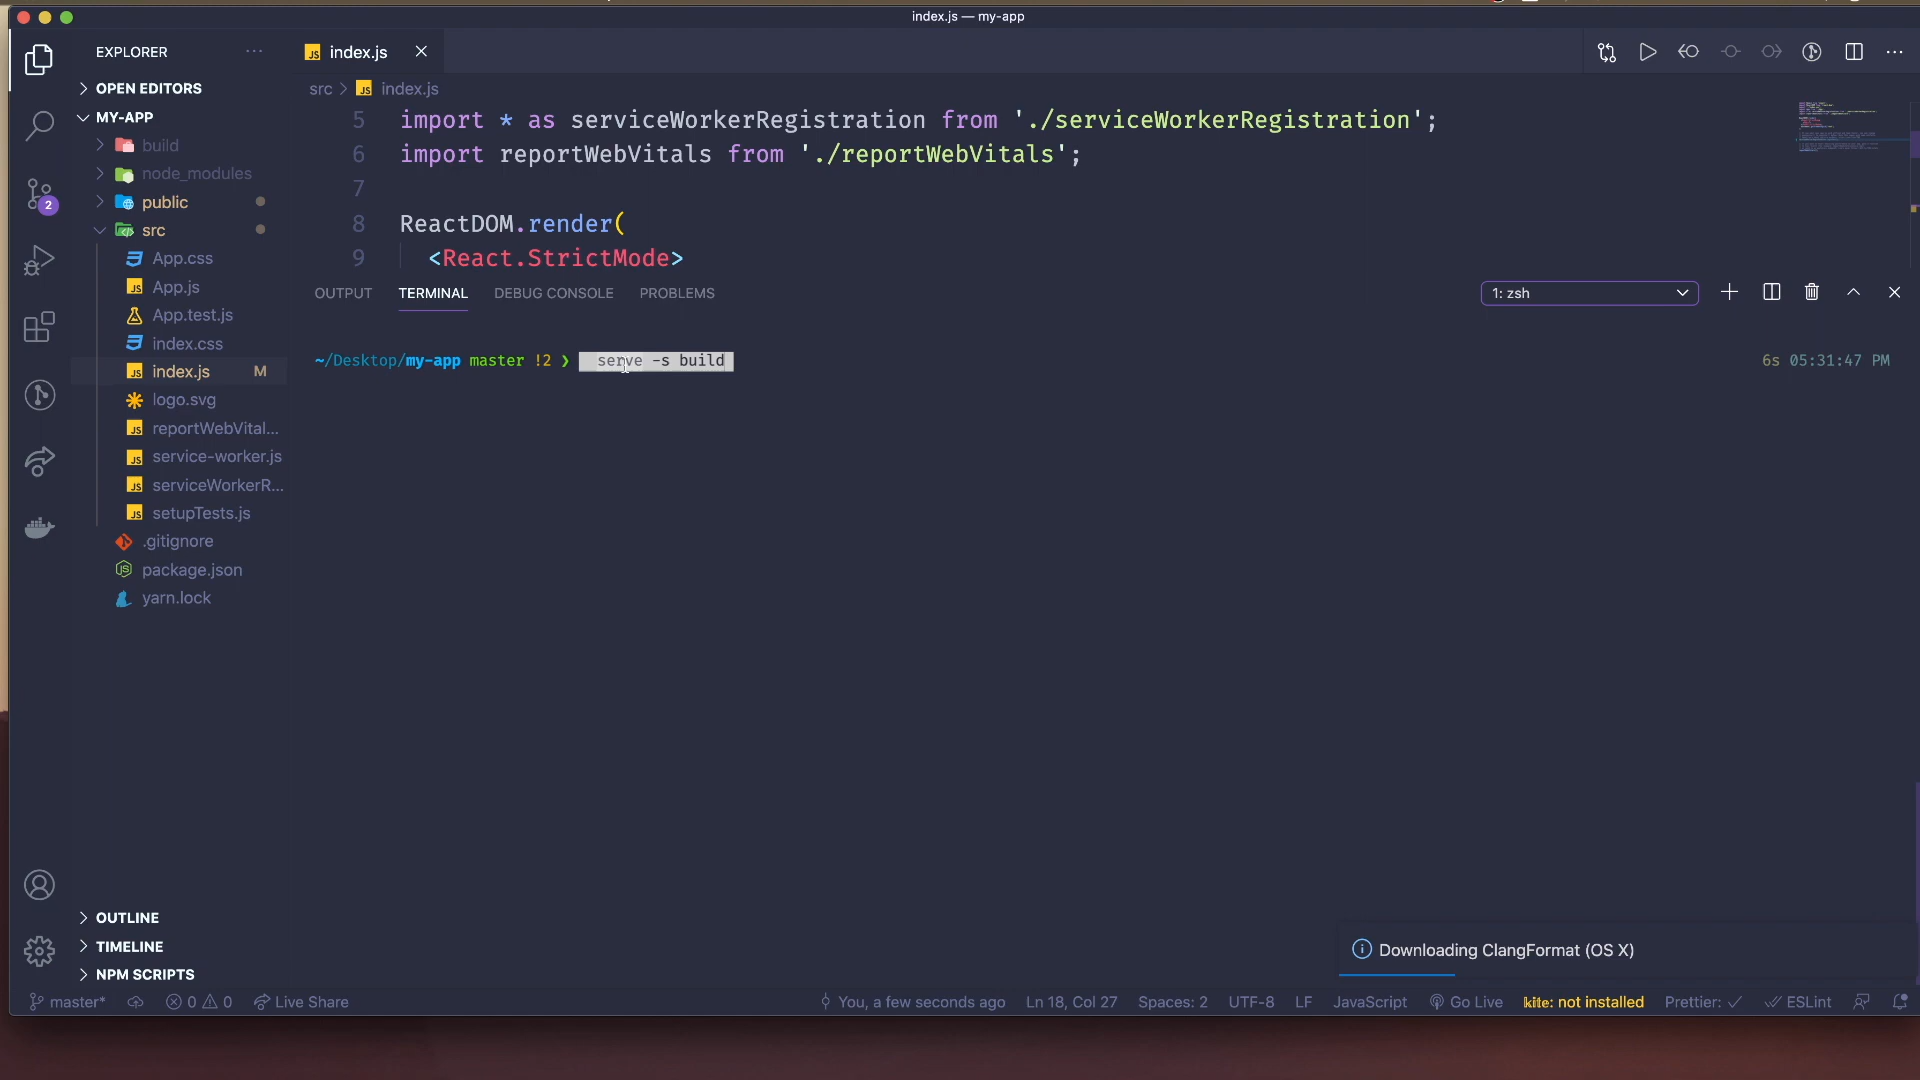 index.js — my-app
EXPLORER
index.js
OPEN EDITORS
MY-APP
build
node_modules
public
src
App.css
App.js
App.test.js
index.css
index.js M
logo.svg
reportWebVital...
service-worker.js
serviceWorkerR...
setupTests.js
.gitignore
package.json
yarn.lock
OUTLINE
TIMELINE
NPM SCRIPTS
2
src > index.js
5 import * as serviceWorkerRegistration from './serviceWorkerRegistration';
6 import reportWebVitals from './reportWebVitals';
7
8 ReactDOM.render(
9 <React.StrictMode>
OUTPUT TERMINAL DEBUG CONSOLE PROBLEMS 1: zsh
~/Desktop/my-app master !2 ❯ serve -s build 6s 05:31:47 PM
Downloading ClangFormat (OS X)
master* 0 0 Live Share You, a few seconds ago Ln 18, Col 27 Spaces: 2 UTF-8 LF JavaScript Go Live kite: not installed Prettier: ✓ ESLint